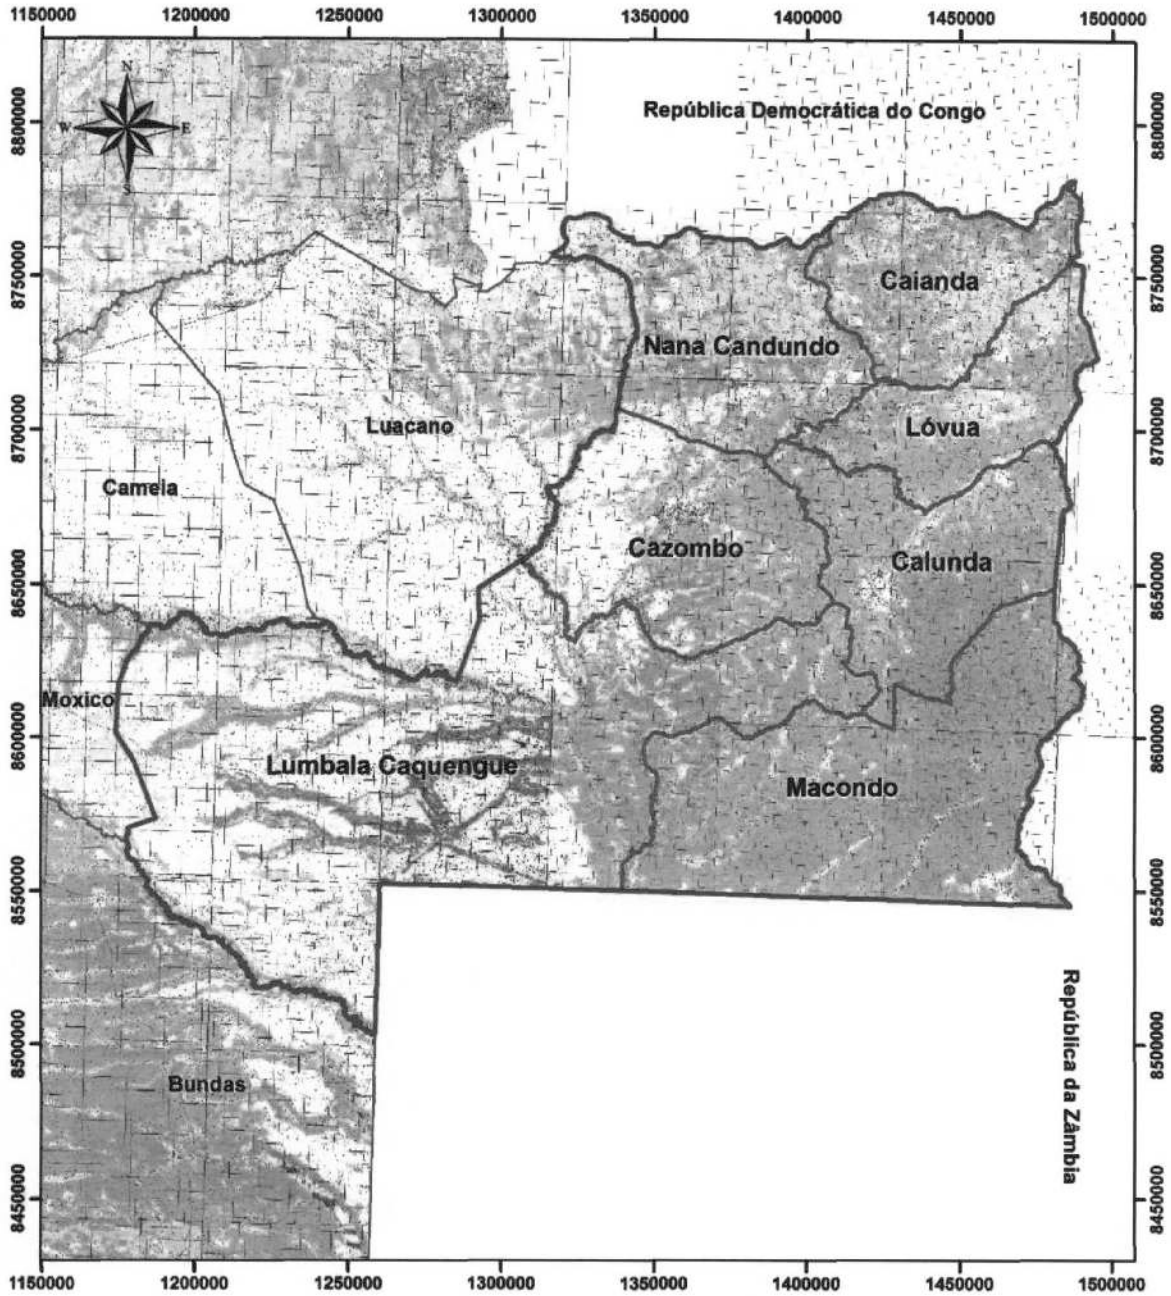 1150000 1200000 1250000 1300000 1350000 1400000 1450000 1500000
N
W E
S
República Democrática do Congo
8800000 8800000
Caianda
8750000 8750000
Nana Candundo
Luacano
Lóvua
8700000 8700000
Cameia
Cazombo
Calunda
8650000 8650000
Moxico
8600000 8600000
Lumbala Caquengue
Macondo
8550000 8550000
República da Zâmbia
8500000 8500000
Bundas
8450000 8450000
1150000 1200000 1250000 1300000 1350000 1400000 1450000 1500000